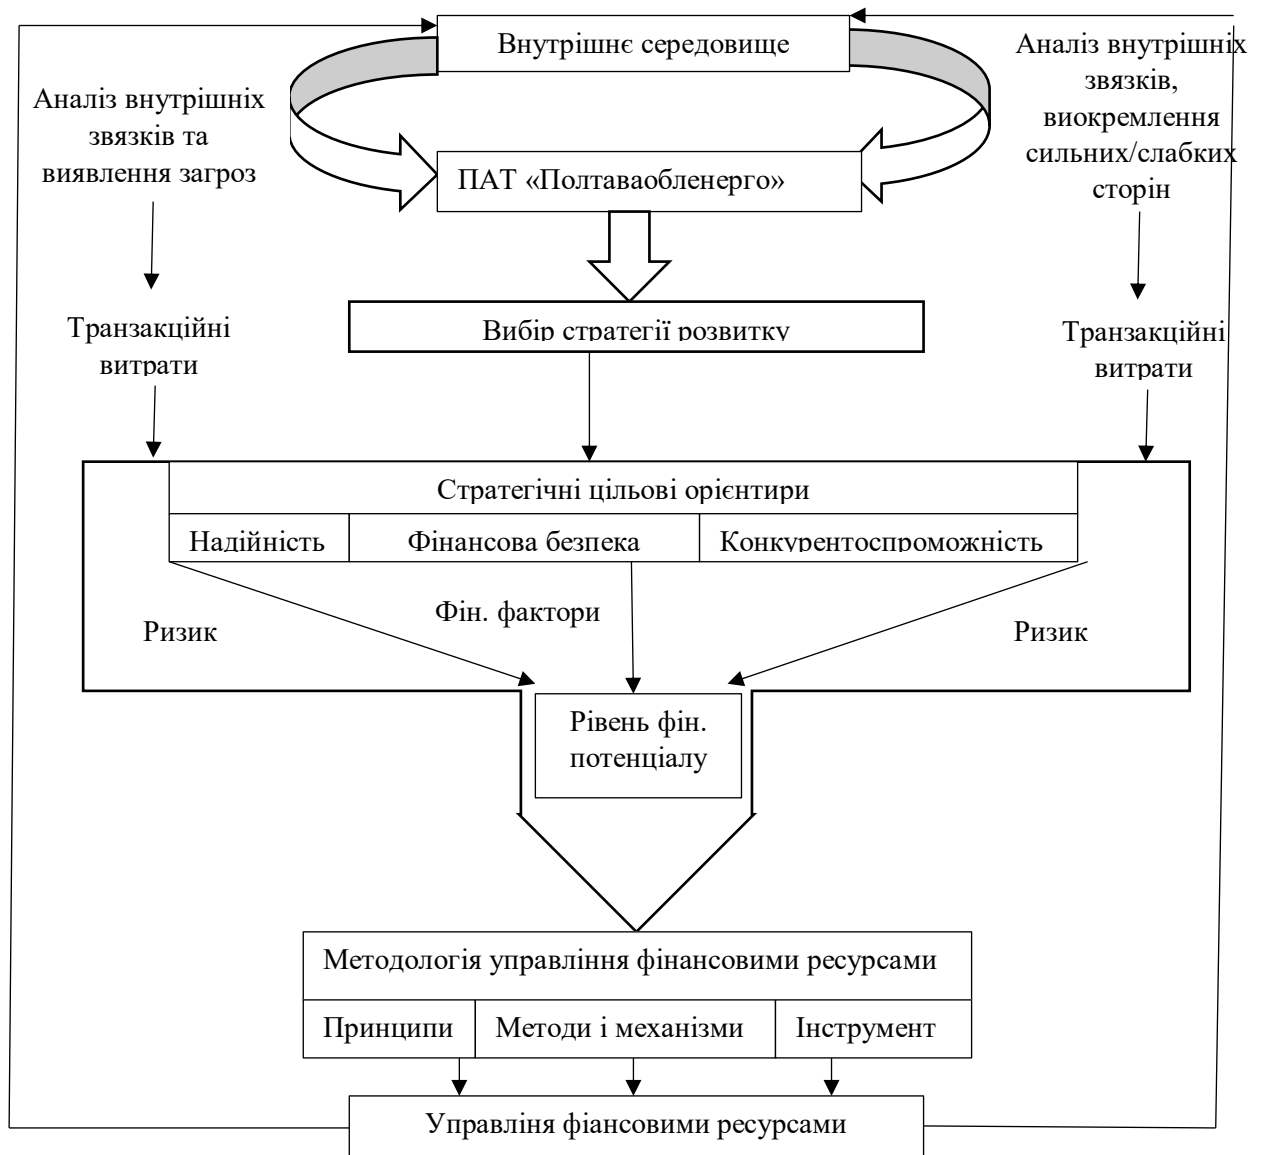 Внутрішнє середовище
Аналіз внутрішніх
звязків та
виявлення загроз
Аналіз внутрішніх
звязків,
виокремлення
сильних/слабких
сторін
ПАТ «Полтаваобленерго»
Транзакційні
витрати
Вибір стратегії розвитку
Транзакційні
витрати
Стратегічні цільові орієнтири
Надійність
Фінансова безпека
Конкурентоспроможність
Фін. фактори
Ризик
Ризик
Рівень фін.
потенціалу
Методологія управління фінансовими ресурсами
Принципи
Методи і механізми
Інструмент
Управліня фіансовими ресурсами